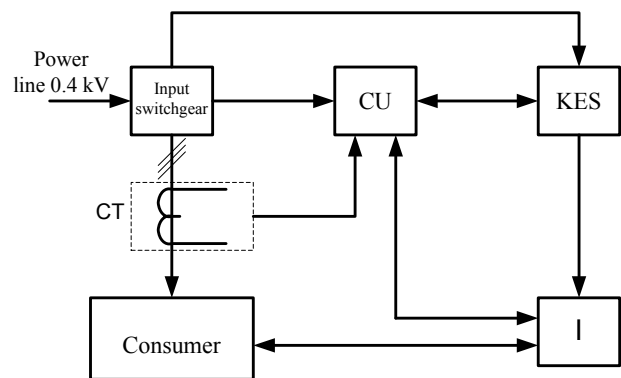 Power
line 0.4 kV
Input
switchgear
CU
KES
CT
Consumer
I